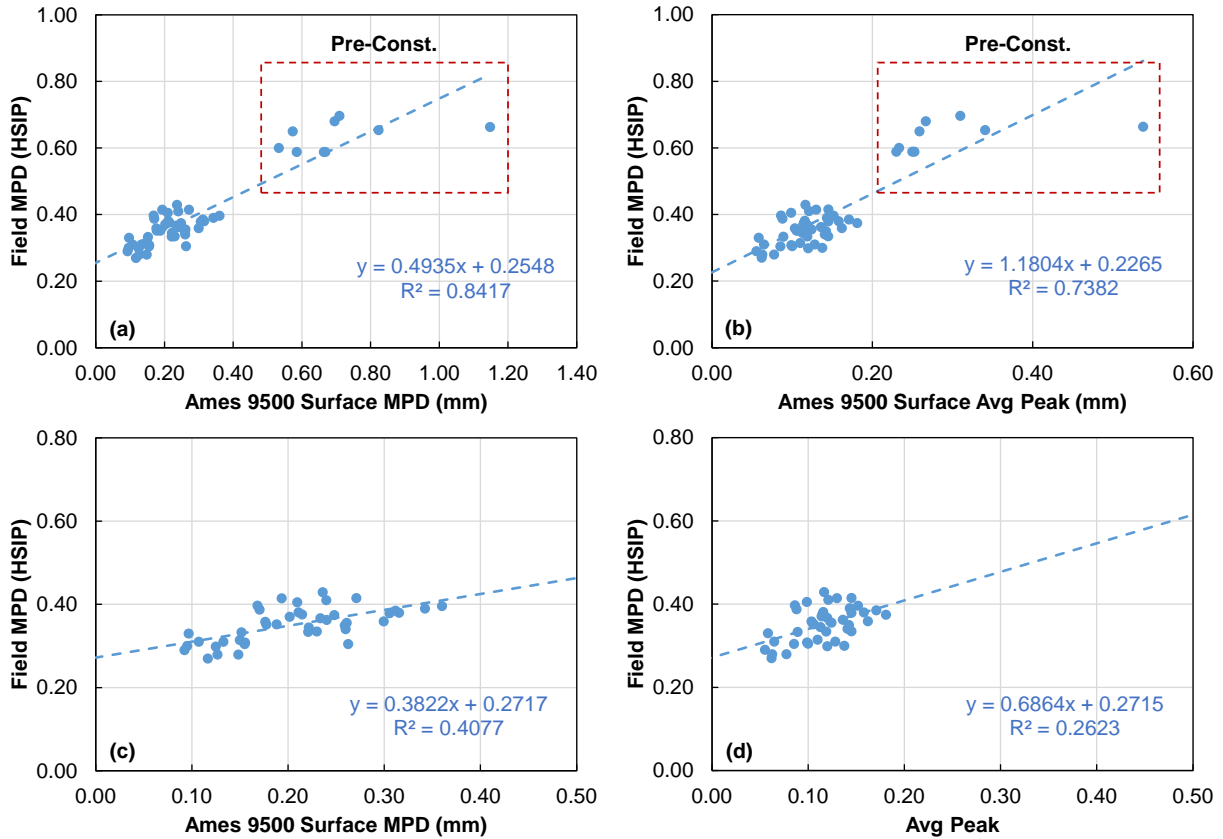 1.00
0.80
0.60
0.40
0.20
0.00
Field MPD (HSIP)
Pre-Const.
y = 0.4935x + 0.2548
R² = 0.8417
(a)
0.00 0.20 0.40 0.60 0.80 1.00 1.20 1.40
Ames 9500 Surface MPD (mm)
1.00
0.80
0.60
0.40
0.20
0.00
Field MPD (HSIP)
Pre-Const.
y = 1.1804x + 0.2265
R² = 0.7382
(b)
0.00 0.20 0.40 0.60
Ames 9500 Surface Avg Peak (mm)
0.80
0.60
0.40
0.20
0.00
Field MPD (HSIP)
y = 0.3822x + 0.2717
R² = 0.4077
(c)
0.00 0.10 0.20 0.30 0.40 0.50
Ames 9500 Surface MPD (mm)
0.80
0.60
0.40
0.20
0.00
Field MPD (HSIP)
y = 0.6864x + 0.2715
R² = 0.2623
(d)
0.00 0.10 0.20 0.30 0.40 0.50
Avg Peak